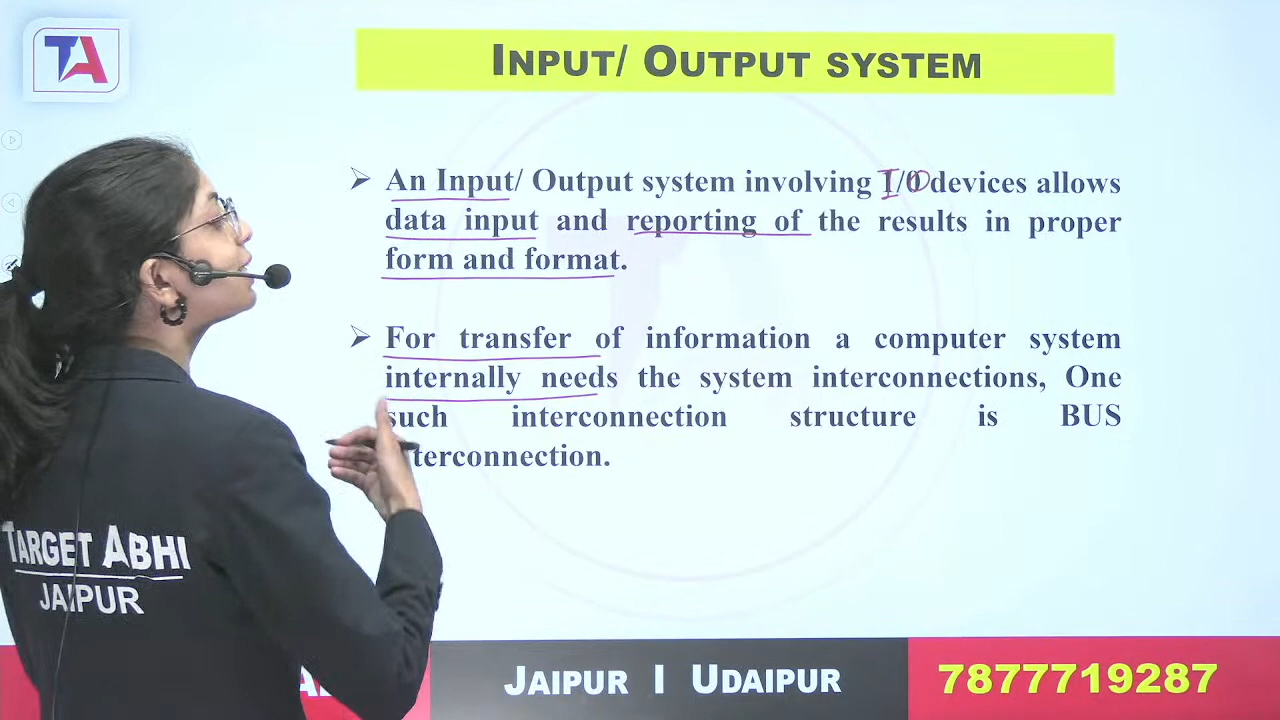 TA
INPUT/ OUTPUT SYSTEM
➢ An Input/ Output system involving I/O devices allows
data input and reporting of the results in proper
form and format.
➢ For transfer of information a computer system
internally needs the system interconnections, One
such interconnection structure is BUS
terconnection.
TARGET ABHI
JAIPUR
JAIPUR I UDAIPUR
7877719287